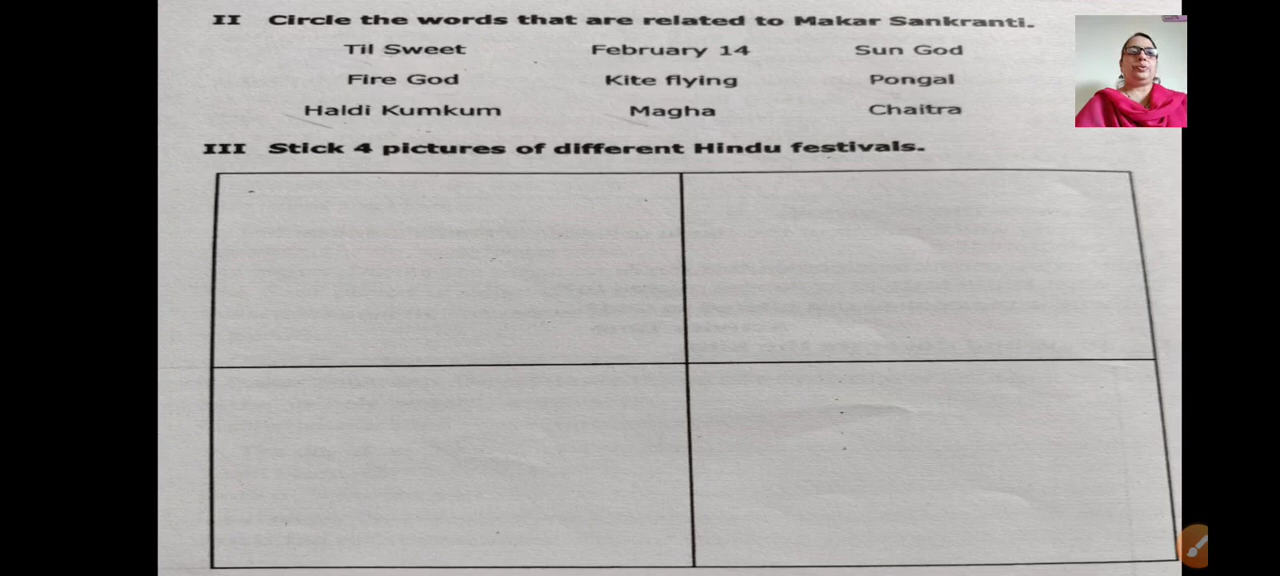 II Circle the words that are related to Makar Sankranti.
Til Sweet February 14 Sun God
Fire God Kite flying Pongal
Haldi Kumkum Magha Chaitra
III Stick 4 pictures of different Hindu festivals.